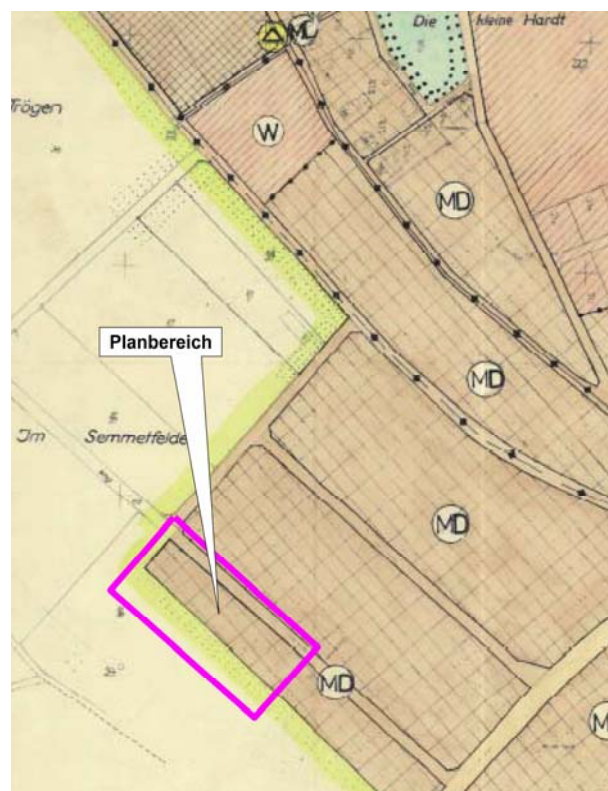 Die kleine Hardt
ML
Trögen
W
MD
Planbereich
MD
Im Semmetfelde
MD
MD
M